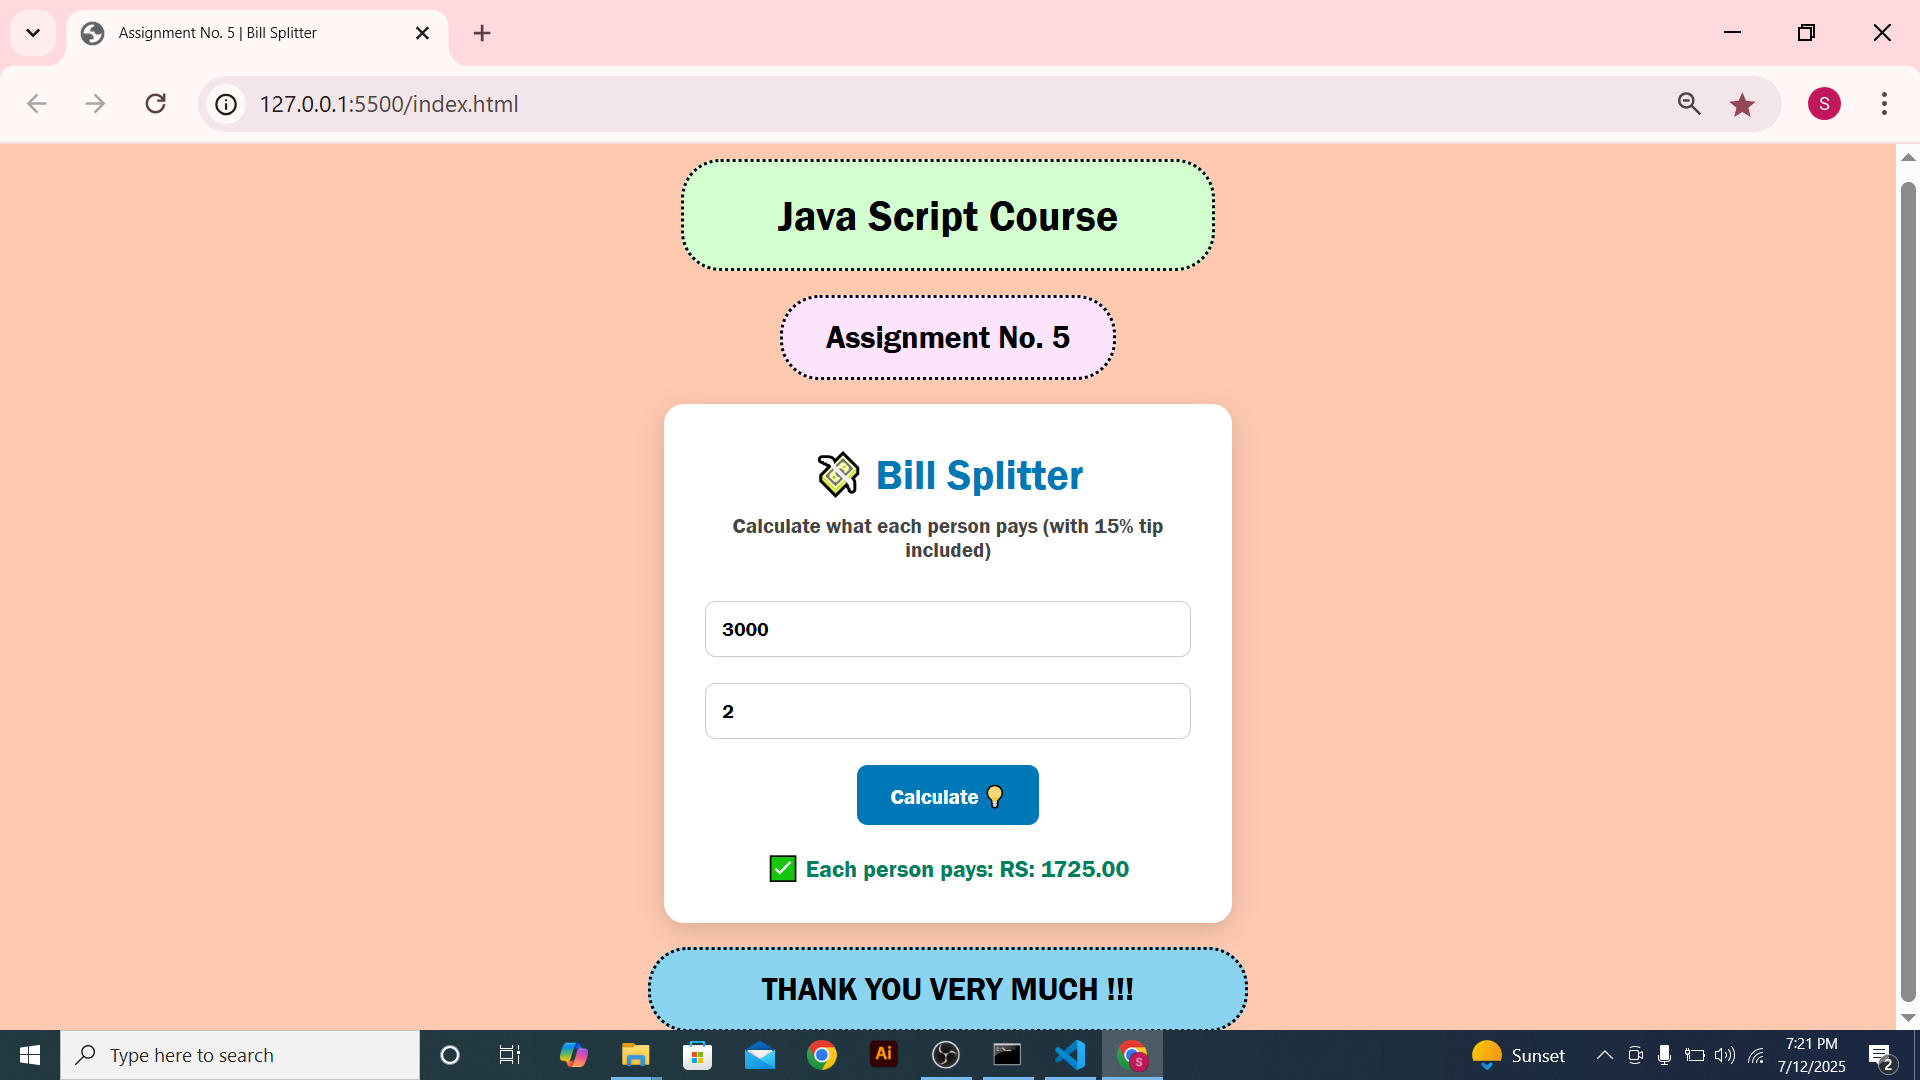 Assignment No. 5 | Bill Splitter
127.0.0.1:5500/index.html
S
Java Script Course
Assignment No. 5
Bill Splitter
Calculate what each person pays (with 15% tip
included)
3000
2
Calculate
Each person pays: RS: 1725.00
THANK YOU VERY MUCH !!!
Type here to search
Ai
S
Sunset
7:21 PM
7/12/2025
2